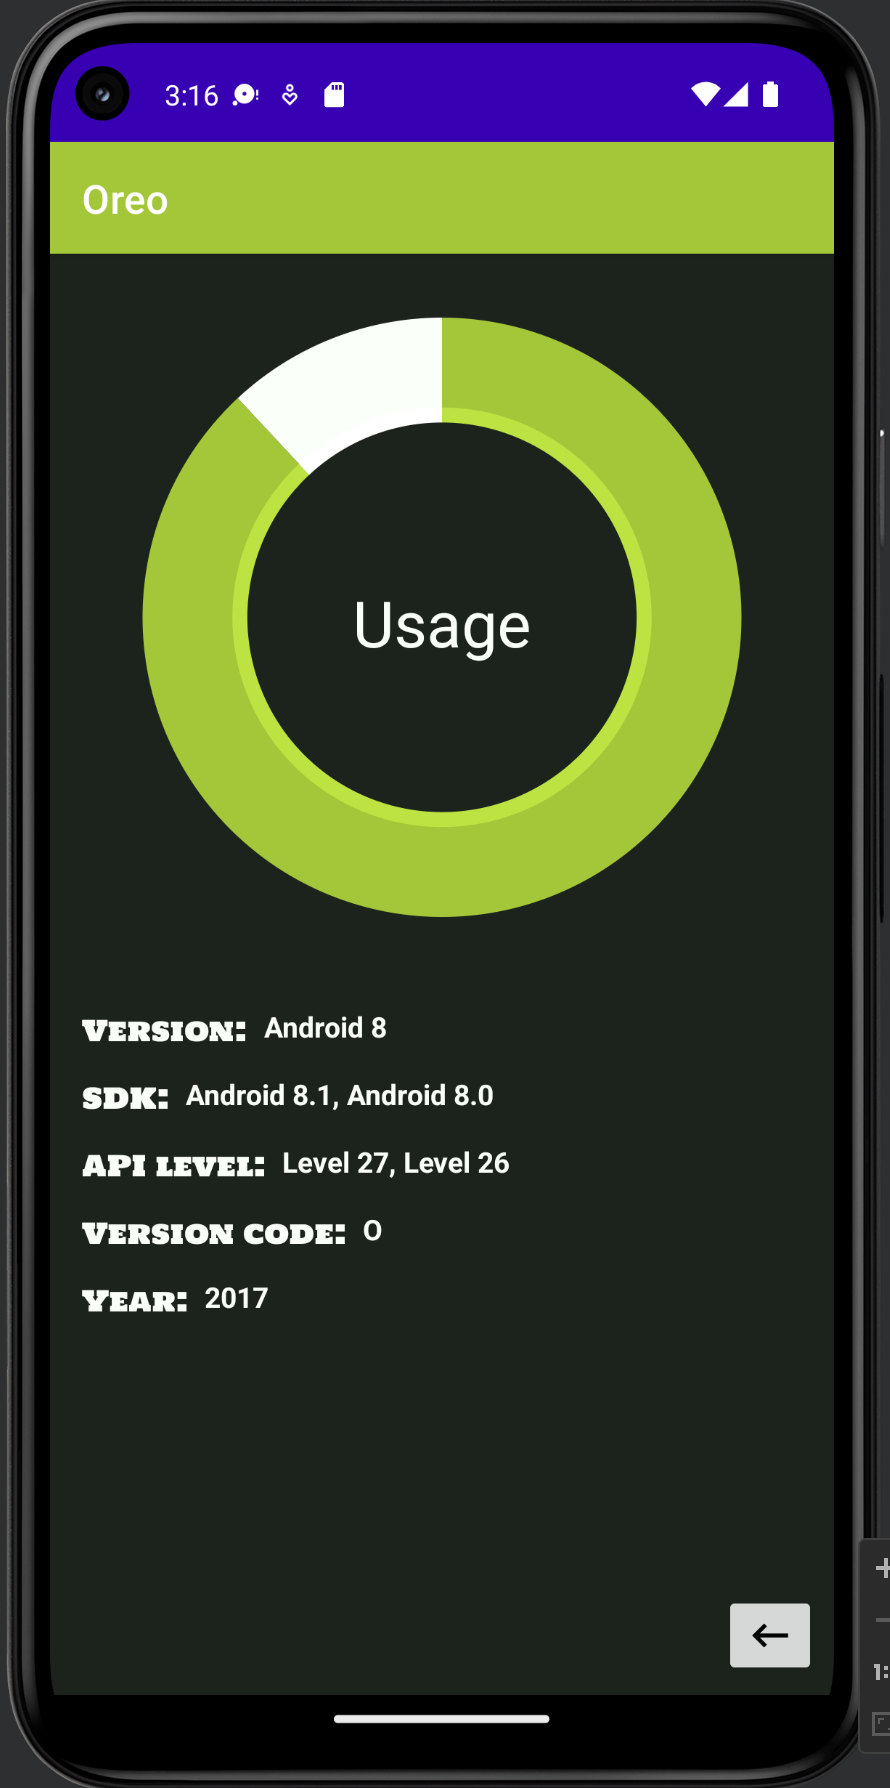 3:16
Oreo
Usage
Version: Android 8
SDK: Android 8.1, Android 8.0
API level: Level 27, Level 26
Version code: O
Year: 2017
1: